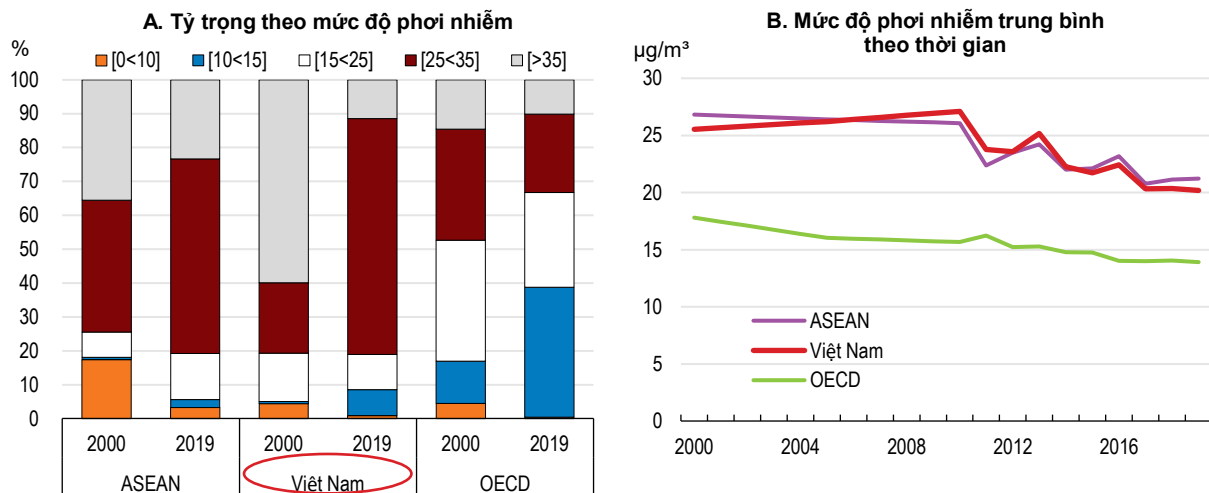 A. Tỷ trọng theo mức độ phơi nhiễm
%
[0<10] [10<15] [15<25] [25<35] [>35]
100
90
80
70
60
50
40
30
20
10
0
2000 2019 2000 2019 2000 2019
ASEAN Việt Nam OECD
B. Mức độ phơi nhiễm trung bình
theo thời gian
µg/m³
30
25
20
15
10
5
0
ASEAN
Việt Nam
OECD
2000 2004 2008 2012 2016